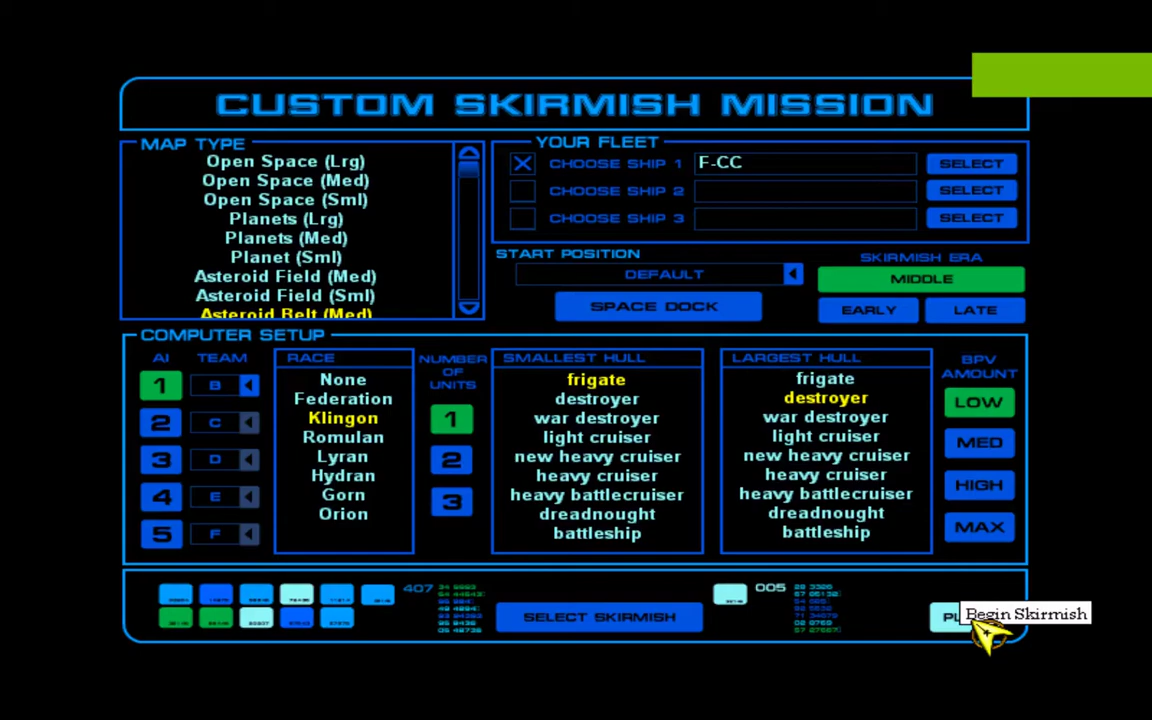 CUSTOM SKIRMISH MISSION
MAP TYPE
Open Space (Lrg)
Open Space (Med)
Open Space (Sml)
Planets (Lrg)
Planets (Med)
Planet (Sml)
Asteroid Field (Med)
Asteroid Field (Sml)
Asteroid Belt (Med)
YOUR FLEET
CHOOSE SHIP 1 F-CC SELECT
CHOOSE SHIP 2 SELECT
CHOOSE SHIP 3 SELECT
START POSITION
DEFAULT
SPACE DOCK
SKIRMISH ERA
MIDDLE
EARLY LATE
COMPUTER SETUP
AI TEAM
1 B
2 C
3 D
4 E
5 F
RACE
None
Federation
Klingon
Romulan
Lyran
Hydran
Gorn
Orion
NUMBER
OF
UNITS
1
2
3
SMALLEST HULL
frigate
destroyer
war destroyer
light cruiser
new heavy cruiser
heavy cruiser
heavy battlecruiser
dreadnought
battleship
LARGEST HULL
frigate
destroyer
war destroyer
light cruiser
new heavy cruiser
heavy cruiser
heavy battlecruiser
dreadnought
battleship
BPV
AMOUNT
LOW
MED
HIGH
MAX
407
SELECT SKIRMISH
005
Begin Skirmish